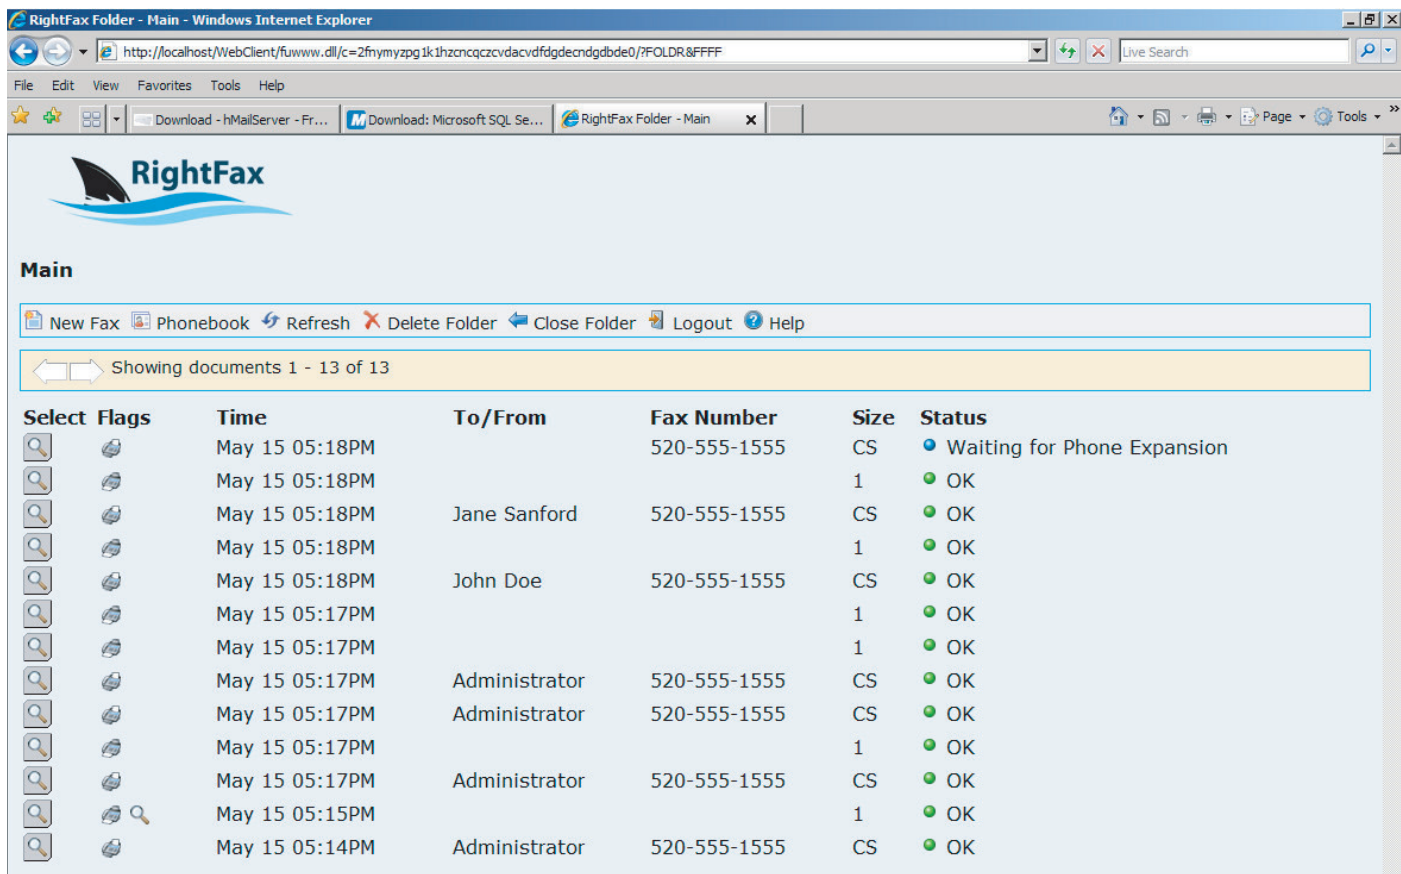 RightFax Folder - Main - Windows Internet Explorer
http://localhost/WebClient/fuwww.dll/c=2fnymyzpg1k1hzcncqczcvdacvdfdgdecndgdbde0/?FOLDR&FFFF Live Search
File Edit View Favorites Tools Help
Download - hMailServer - Fr... Download: Microsoft SQL Se... RightFax Folder - Main Page Tools
RightFax
Main
New Fax Phonebook Refresh Delete Folder Close Folder Logout Help
Showing documents 1 - 13 of 13
Select Flags Time To/From Fax Number Size Status
May 15 05:18PM 520-555-1555 CS Waiting for Phone Expansion
May 15 05:18PM 1 OK
May 15 05:18PM Jane Sanford 520-555-1555 CS OK
May 15 05:18PM 1 OK
May 15 05:18PM John Doe 520-555-1555 CS OK
May 15 05:17PM 1 OK
May 15 05:17PM 1 OK
May 15 05:17PM Administrator 520-555-1555 CS OK
May 15 05:17PM Administrator 520-555-1555 CS OK
May 15 05:17PM 1 OK
May 15 05:17PM Administrator 520-555-1555 CS OK
May 15 05:15PM 1 OK
May 15 05:14PM Administrator 520-555-1555 CS OK